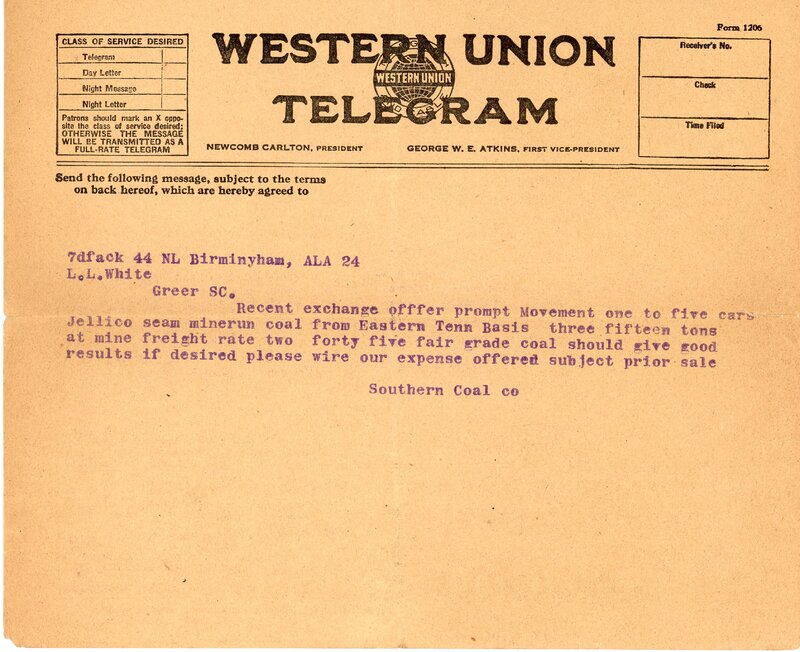 Form 1206
CLASS OF SERVICE DESIRED
Telegram
Day Letter
Night Message
Night Letter
Patrons should mark an X oppo-
site the class of service desired;
OTHERWISE THE MESSAGE
WILL BE TRANSMITTED AS A
FULL-RATE TELEGRAM
WESTERN UNION
WESTERN UNION
TELEGRAM
NEWCOMB CARLTON, PRESIDENT
GEORGE W. E. ATKINS, FIRST VICE-PRESIDENT
Receiver's No.
Check
Time Filed
Send the following message, subject to the terms
on back hereof, which are hereby agreed to
7dfack 44 NL Birminyham, ALA 24
L.L.White
Greer SC.
Recent exchange offfer prompt Movement one to five cars
Jellico seam minerun coal from Eastern Tenn Basis three fifteen tons
at mine freight rate two forty five fair grade coal should give good
results if desired please wire our expense offered subject prior sale
Southern Coal co